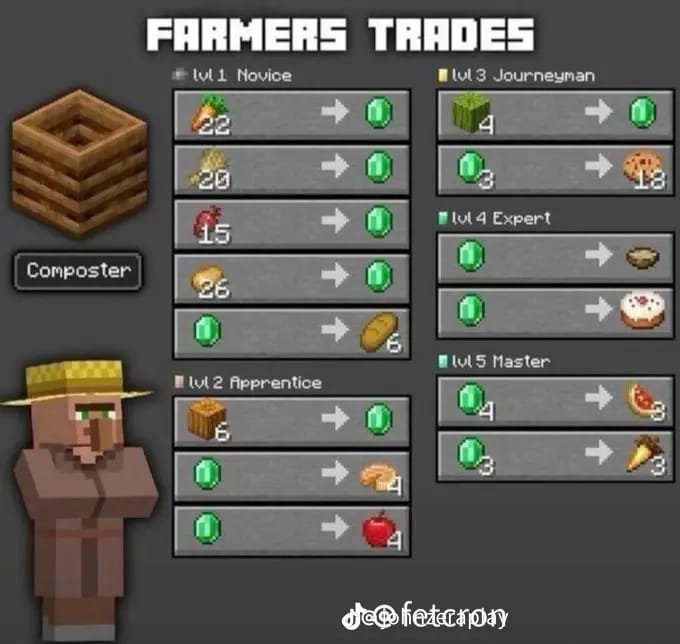 FARMERS TRADES
lvl 1 Novice
22
20
15
26
6
lvl 2 Apprentice
6
4
4
lvl 3 Journeyman
4
3
18
lvl 4 Expert
lvl 5 Master
4
3
3
3
Composter
fetcron